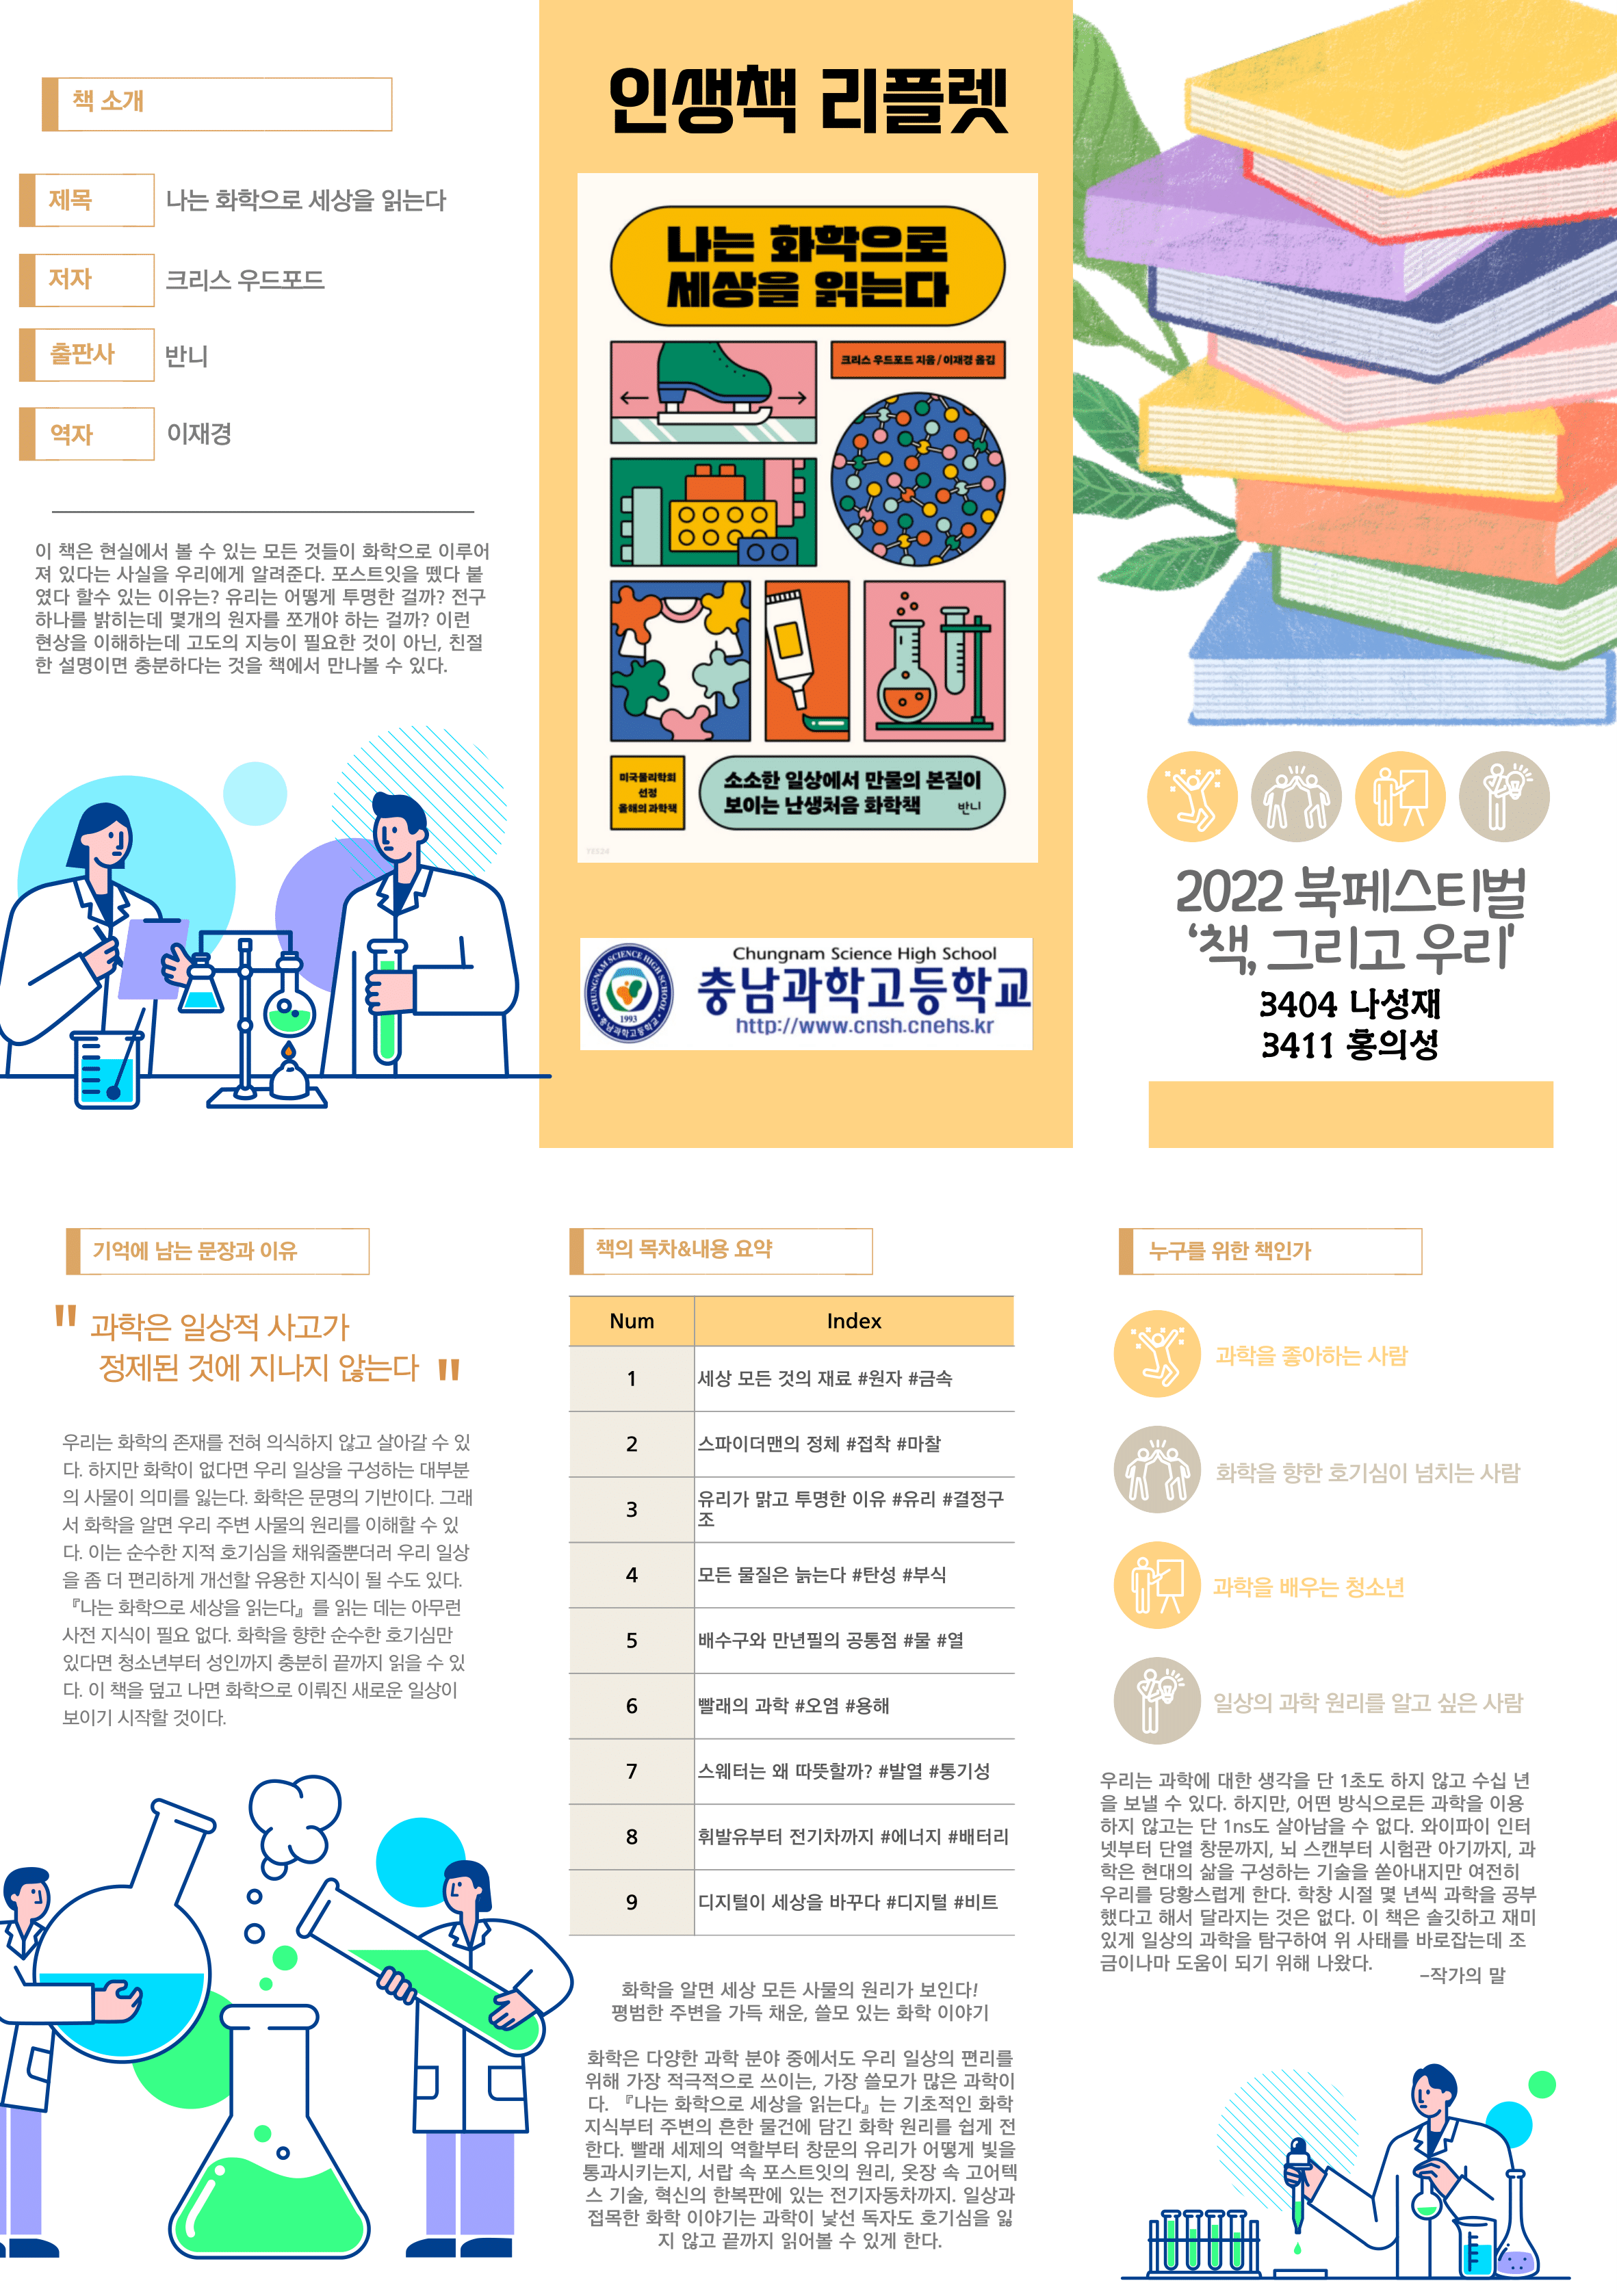 책 소개
제목
나는 화학으로 세상을 읽는다
저자
크리스 우드포드
출판사
반니
역자
이재경
이 책은 현실에서 볼 수 있는 모든 것들이 화학으로 이루어
져 있다는 사실을 우리에게 알려준다. 포스트잇을 뗐다 붙
였다 할수 있는 이유는? 유리는 어떻게 투명한 걸까? 전구
하나를 밝히는데 몇개의 원자를 쪼개야 하는 걸까? 이런
현상을 이해하는데 고도의 지능이 필요한 것이 아닌, 친절
한 설명이면 충분하다는 것을 책에서 만나볼 수 있다.
인생책 리플렛
나는 화학으로
세상을 읽는다
크리스 우드포드 지음 / 이재경 옮김
미국물리학회
선정
올해의 과학책
소소한 일상에서 만물의 본질이
보이는 난생처음 화학책
반니
YES24
CHUNGNAM SCIENCE HIGH SCHOOL
1993
충남과학고등학교
Chungnam Science High School
충남과학고등학교
http://www.cnsh.cnehs.kr
2022 북페스티벌
'책, 그리고 우리'
3404 나성재
3411 홍의성
기억에 남는 문장과 이유
" 과학은 일상적 사고가
정제된 것에 지나지 않는다 "
우리는 화학의 존재를 전혀 의식하지 않고 살아갈 수 있
다. 하지만 화학이 없다면 우리 일상을 구성하는 대부분
의 사물이 의미를 잃는다. 화학은 문명의 기반이다. 그래
서 화학을 알면 우리 주변 사물의 원리를 이해할 수 있
다. 이는 순수한 지적 호기심을 채워줄뿐더러 우리 일상
을 좀 더 편리하게 개선할 유용한 지식이 될 수도 있다.
『나는 화학으로 세상을 읽는다』를 읽는 데는 아무런
사전 지식이 필요 없다. 화학을 향한 순수한 호기심만
있다면 청소년부터 성인까지 충분히 끝까지 읽을 수 있
다. 이 책을 덮고 나면 화학으로 이뤄진 새로운 일상이
보이기 시작할 것이다.
책의 목차&내용 요약
Num Index
1 세상 모든 것의 재료 #원자 #금속
2 스파이더맨의 정체 #접착 #마찰
3 유리가 맑고 투명한 이유 #유리 #결정구
조
4 모든 물질은 늙는다 #탄성 #부식
5 배수구와 만년필의 공통점 #물 #열
6 빨래의 과학 #오염 #용해
7 스웨터는 왜 따뜻할까? #발열 #통기성
8 휘발유부터 전기차까지 #에너지 #배터리
9 디지털이 세상을 바꾸다 #디지털 #비트
화학을 알면 세상 모든 사물의 원리가 보인다!
평범한 주변을 가득 채운, 쓸모 있는 화학 이야기
화학은 다양한 과학 분야 중에서도 우리 일상의 편리를
위해 가장 적극적으로 쓰이는, 가장 쓸모가 많은 과학이
다. 『나는 화학으로 세상을 읽는다』는 기초적인 화학
지식부터 주변의 흔한 물건에 담긴 화학 원리를 쉽게 전
한다. 빨래 세제의 역할부터 창문의 유리가 어떻게 빛을
통과시키는지, 서랍 속 포스트잇의 원리, 옷장 속 고어텍
스 기술, 혁신의 한복판에 있는 전기자동차까지. 일상과
접목한 화학 이야기는 과학이 낯선 독자도 호기심을 잃
지 않고 끝까지 읽어볼 수 있게 한다.
누구를 위한 책인가
과학을 좋아하는 사람
화학을 향한 호기심이 넘치는 사람
과학을 배우는 청소년
일상의 과학 원리를 알고 싶은 사람
우리는 과학에 대한 생각을 단 1초도 하지 않고 수십 년
을 보낼 수 있다. 하지만, 어떤 방식으로든 과학을 이용
하지 않고는 단 1ns도 살아남을 수 없다. 와이파이 인터
넷부터 단열 창문까지, 뇌 스캔부터 시험관 아기까지, 과
학은 현대의 삶을 구성하는 기술을 쏟아내지만 여전히
우리를 당황스럽게 한다. 학창 시절 몇 년씩 과학을 공부
했다고 해서 달라지는 것은 없다. 이 책은 솔깃하고 재미
있게 일상의 과학을 탐구하여 위 사태를 바로잡는데 조
금이나마 도움이 되기 위해 나왔다.
-작가의 말